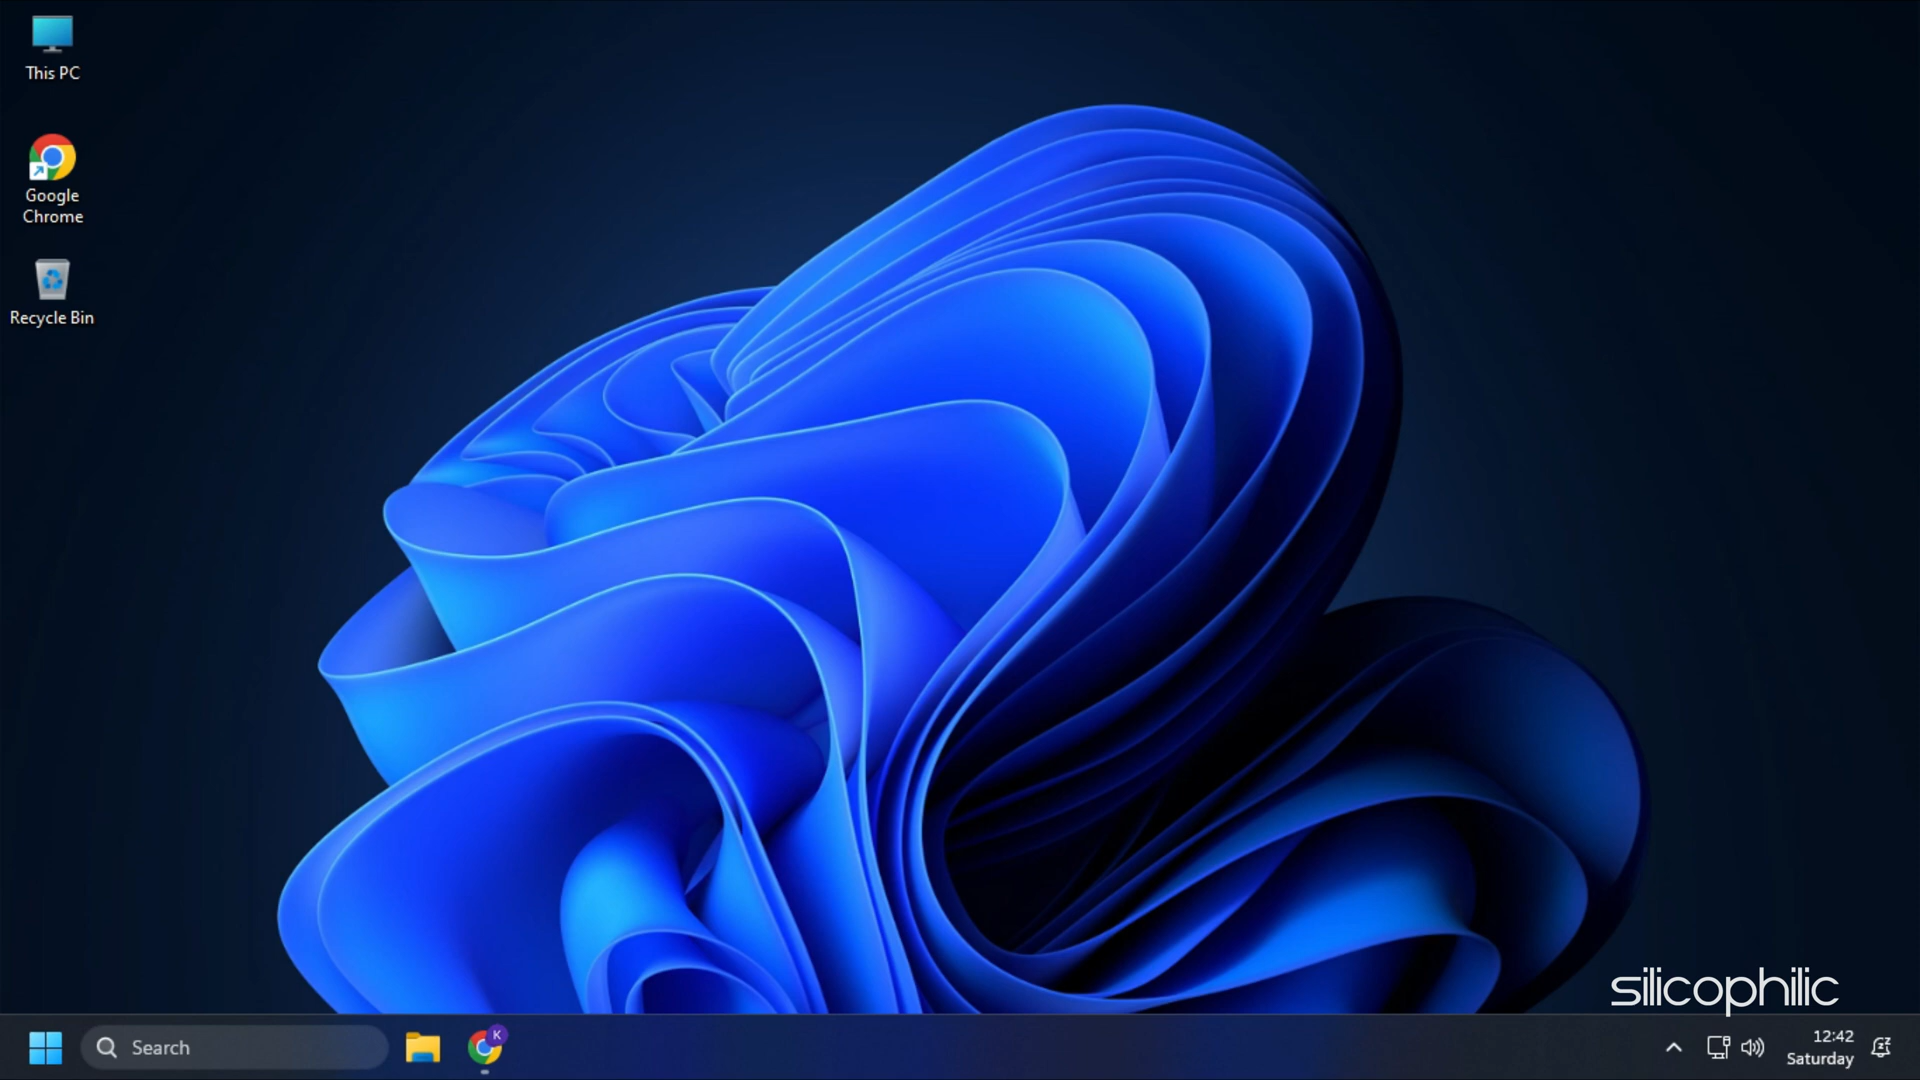 This PC
Google
Chrome
Recycle Bin
silicophilic
Search
K
12:42
Saturday